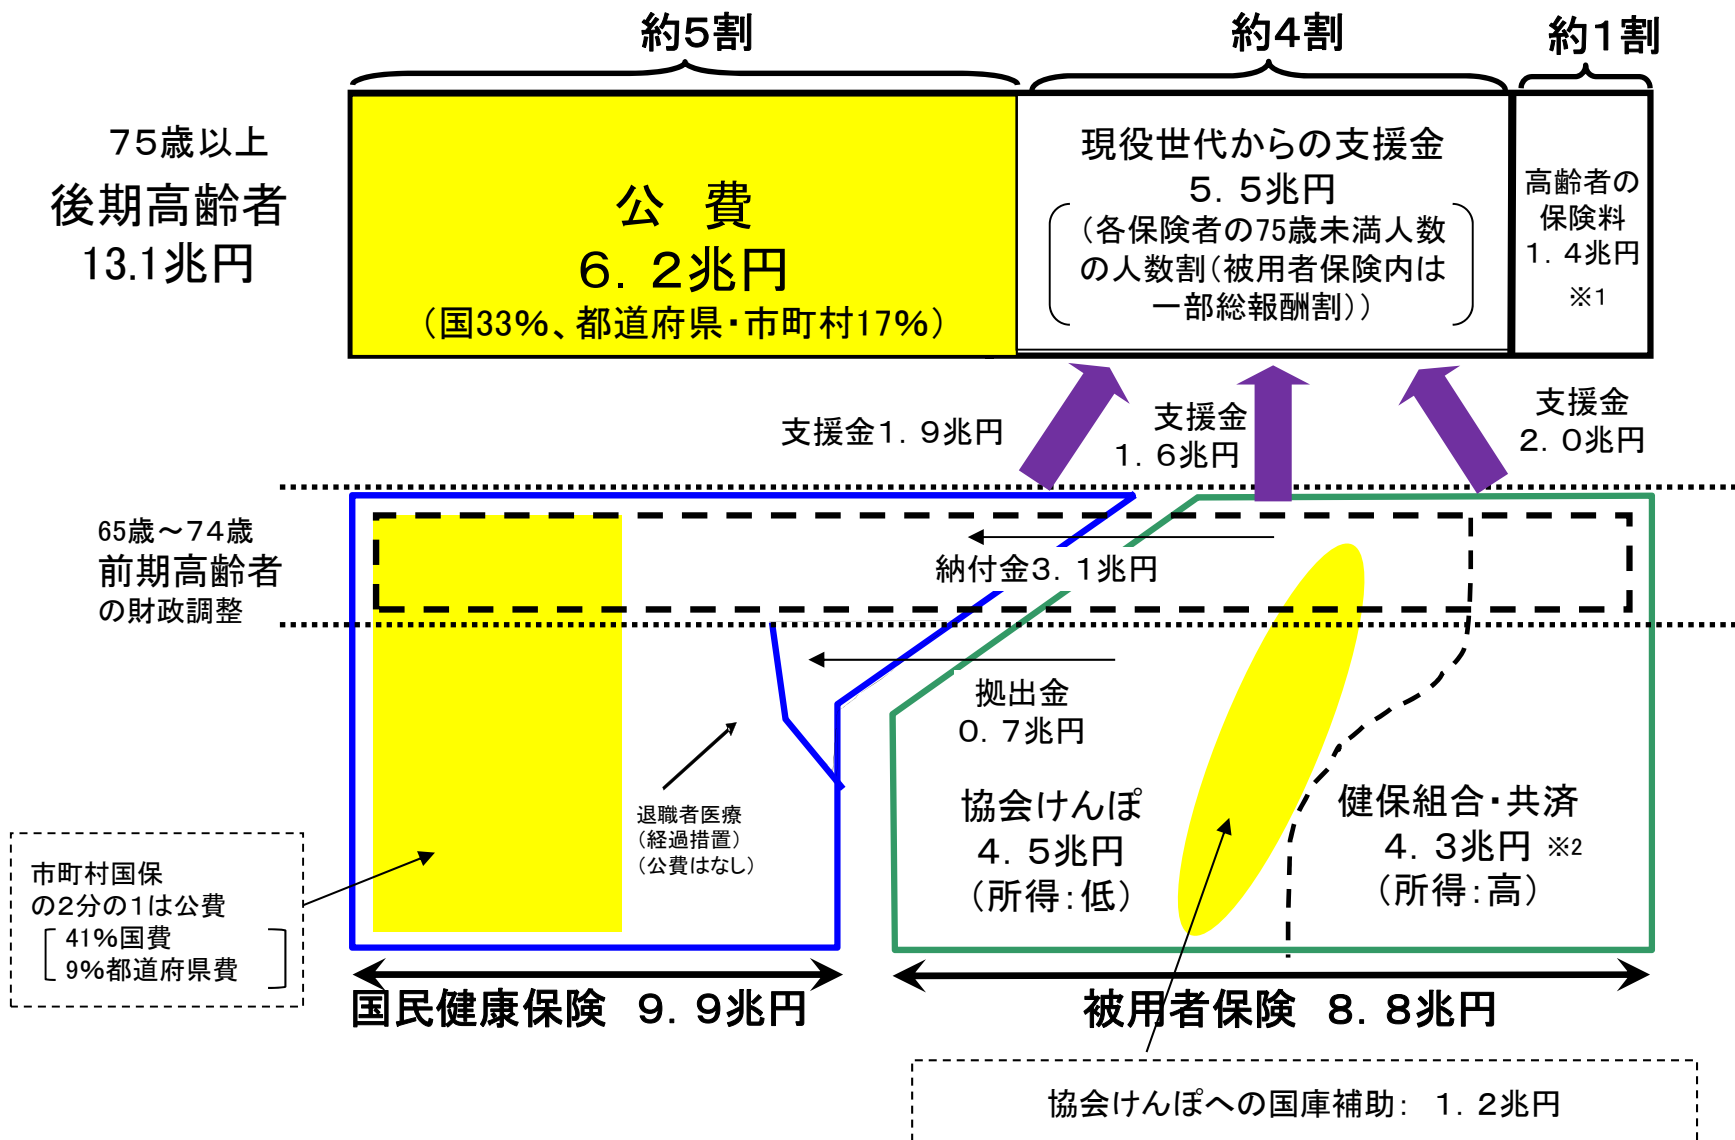 約5割
約4割
約1割
75歳以上
後期高齢者
13.1兆円
公 費
6.2兆円
(国33%、都道府県・市町村17%)
現役世代からの支援金
5.5兆円
(各保険者の75歳未満人数
の人数割(被用者保険内は
一部総報酬割))
高齢者の
保険料
1.4兆円
※1
支援金1.9兆円
支援金
1.6兆円
支援金
2.0兆円
65歳~74歳
前期高齢者
の財政調整
納付金3.1兆円
拠出金
0.7兆円
退職者医療
(経過措置)
(公費はなし)
協会けんぽ
4.5兆円
(所得:低)
健保組合・共済
4.3兆円 ※2
(所得:高)
市町村国保
の2分の1は公費
41%国費
9%都道府県費
国民健康保険 9.9兆円
被用者保険 8.8兆円
協会けんぽへの国庫補助: 1.2兆円